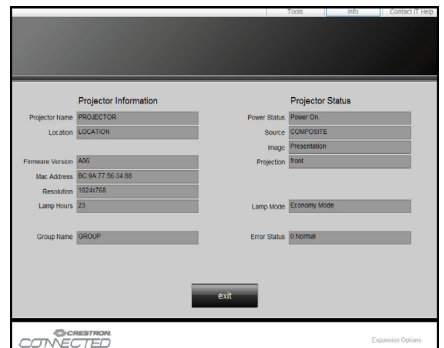 Tools Info Contact IT Help
Projector Information
Projector Name PROJECTOR
Location LOCATION
Firmware Version A06
Mac Address BC:9A:77:56:34:88
Resolution 1024x768
Lamp Hours 23
Group Name GROUP
Projector Status
Power Status Power On.
Source COMPOSITE
Image Presentation
Projection front
Lamp Mode Economy Mode
Error Status 0:Normal
exit
CRESTRON
CONNECTED
Expansion Options